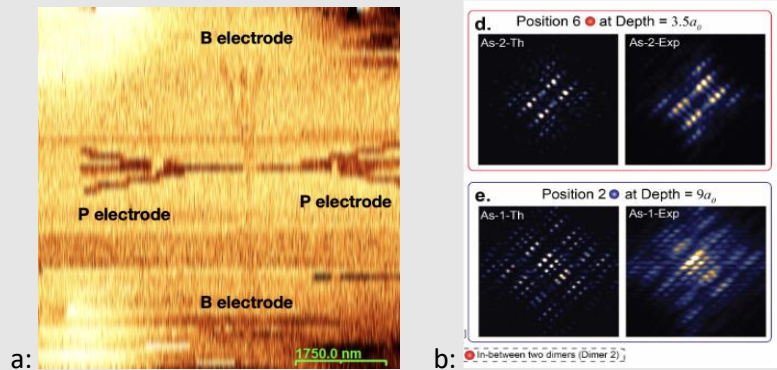 B electrode
P electrode
P electrode
B electrode
1750.0 nm
a:
d.
Position 6 at Depth = 3.5a₀
As-2-Th
As-2-Exp
e.
Position 2 at Depth = 9a₀
As-1-Th
As-1-Exp
In-between two dimers (Dimer 2)
b: